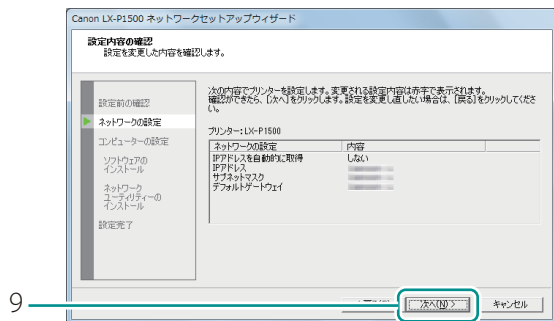 Canon LX-P1500 ネットワークセットアップウィザード
設定内容の確認
設定を変更した内容を確認します。
次の内容でプリンターを設定します。変更される設定内容は赤字で表示されます。
確認ができたら、[次へ]をクリックします。設定を変更し直したい場合は、[戻る]をクリックしてくださ
い。
設定前の確認
ネットワークの設定
コンピューターの設定
ソフトウェアの
インストール
ネットワーク
ユーティリティーの
インストール
設定完了
プリンター: LX-P1500
ネットワークの設定 内容
IPアドレスを自動的に取得 しない
IPアドレス
サブネットマスク
デフォルトゲートウェイ
9
次へ(N) >
キャンセル